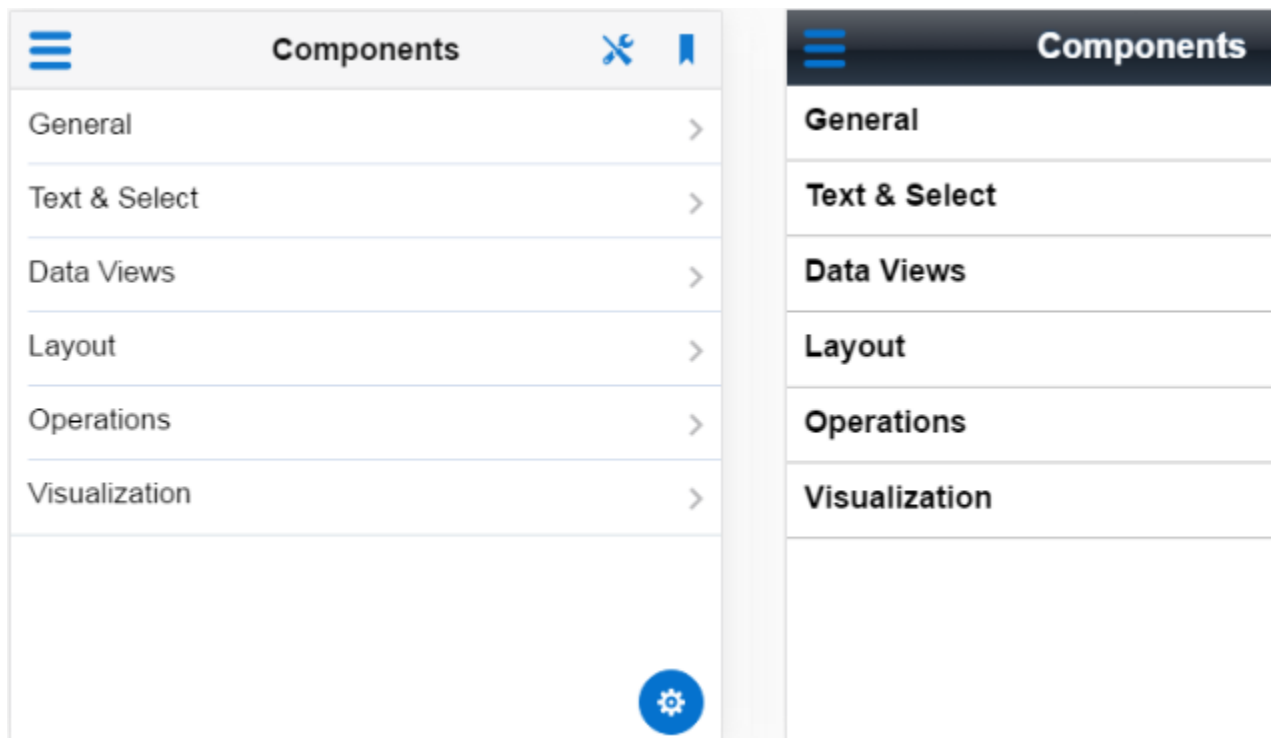 Components
General
Text & Select
Data Views
Layout
Operations
Visualization
Components
General
Text & Select
Data Views
Layout
Operations
Visualization